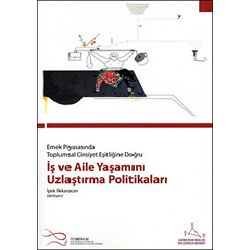 Emek Piyasasında
Toplumsal Cinsiyet Eşitliğine Doğru
İş ve Aile Yaşamını
Uzlaştırma Politikaları
İpek İlkkaracan
(derleyen)